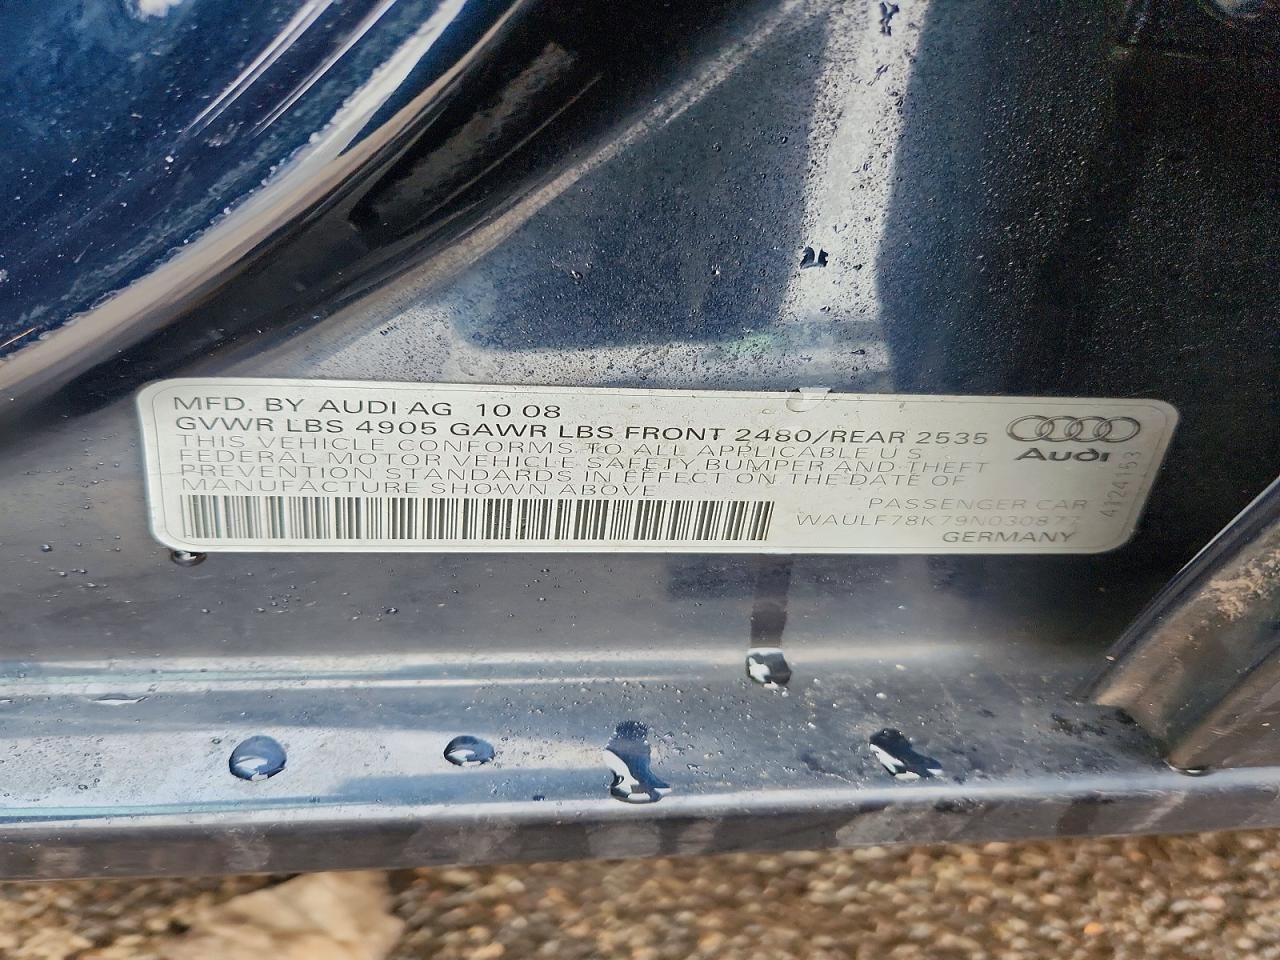 MFD. BY AUDI AG 10 08
GVWR LBS 4905 GAWR LBS FRONT 2480/REAR 2535
THIS VEHICLE CONFORMS TO ALL APPLICABLE U S
FEDERAL MOTOR VEHICLE SAFETY, BUMPER AND THEFT
PREVENTION STANDARDS IN EFFECT ON THE DATE OF
MANUFACTURE SHOWN ABOVE
Audi
PASSENGER CAR
WAULF78K79N030877
GERMANY